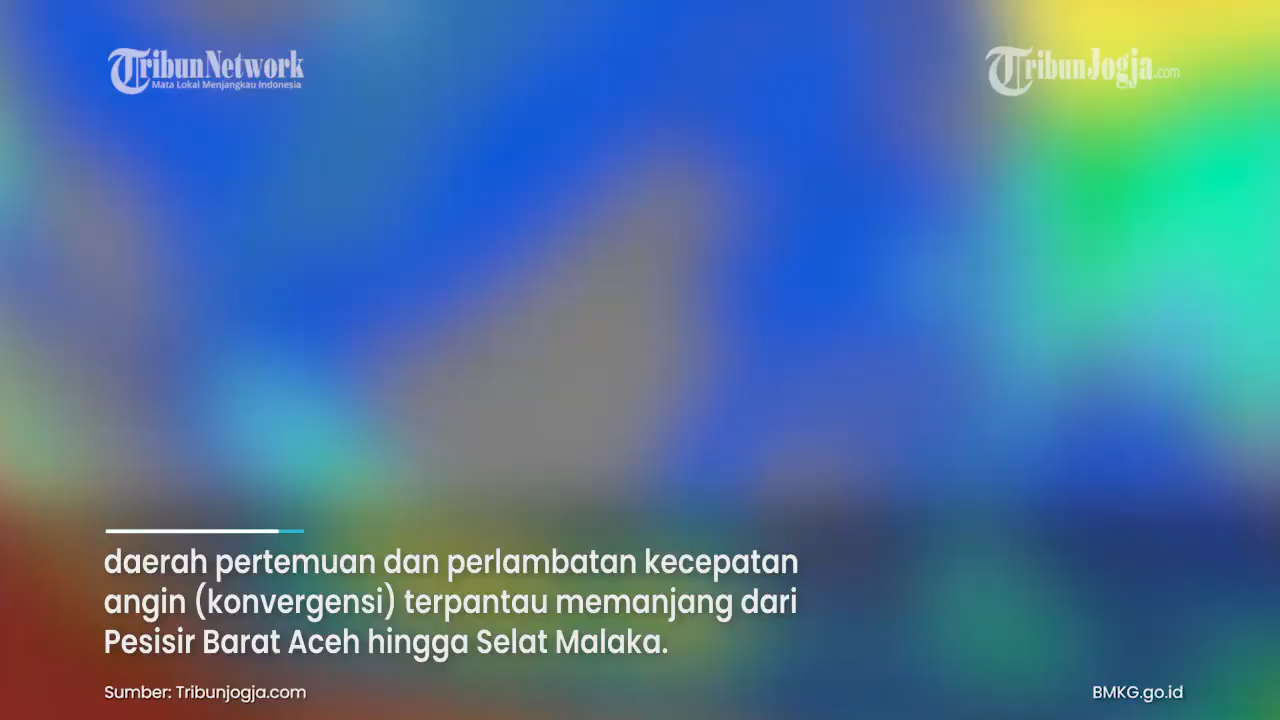 TribunNetwork
Mata Lokal Menjangkau Indonesia
TribunJogja.com
daerah pertemuan dan perlambatan kecepatan
angin (konvergensi) terpantau memanjang dari
Pesisir Barat Aceh hingga Selat Malaka.
Sumber: Tribunjogja.com
BMKG.go.id